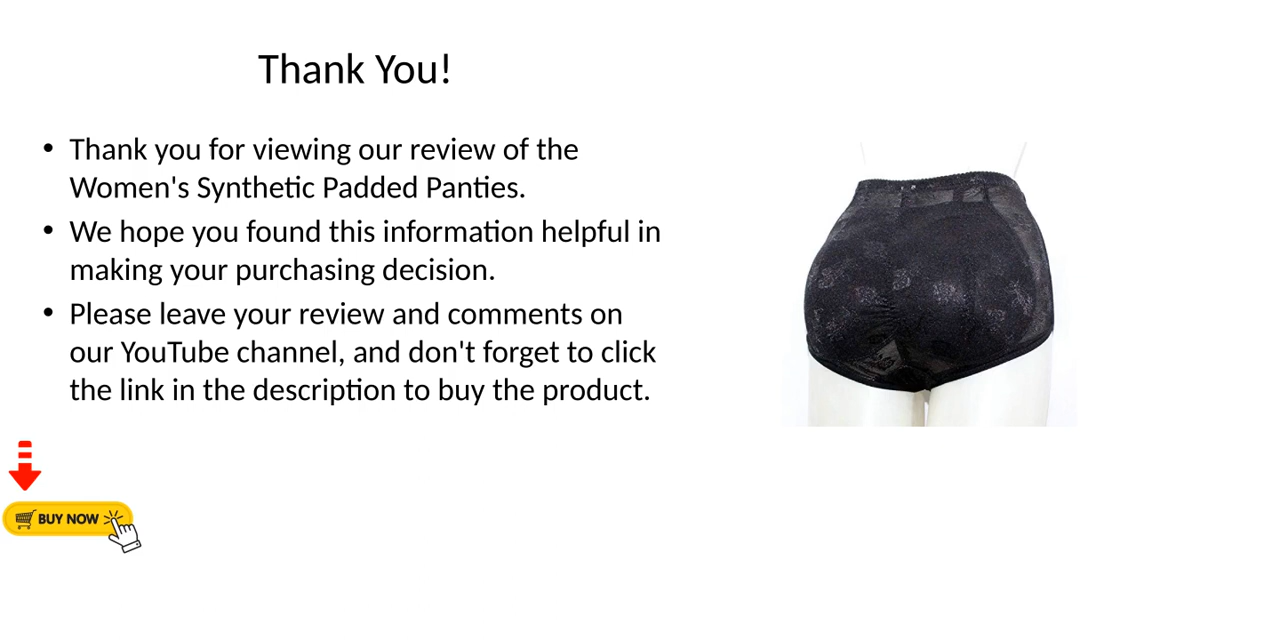 Thank You!
• Thank you for viewing our review of the
Women's Synthetic Padded Panties.
• We hope you found this information helpful in
making your purchasing decision.
• Please leave your review and comments on
our YouTube channel, and don't forget to click
the link in the description to buy the product.
BUY NOW